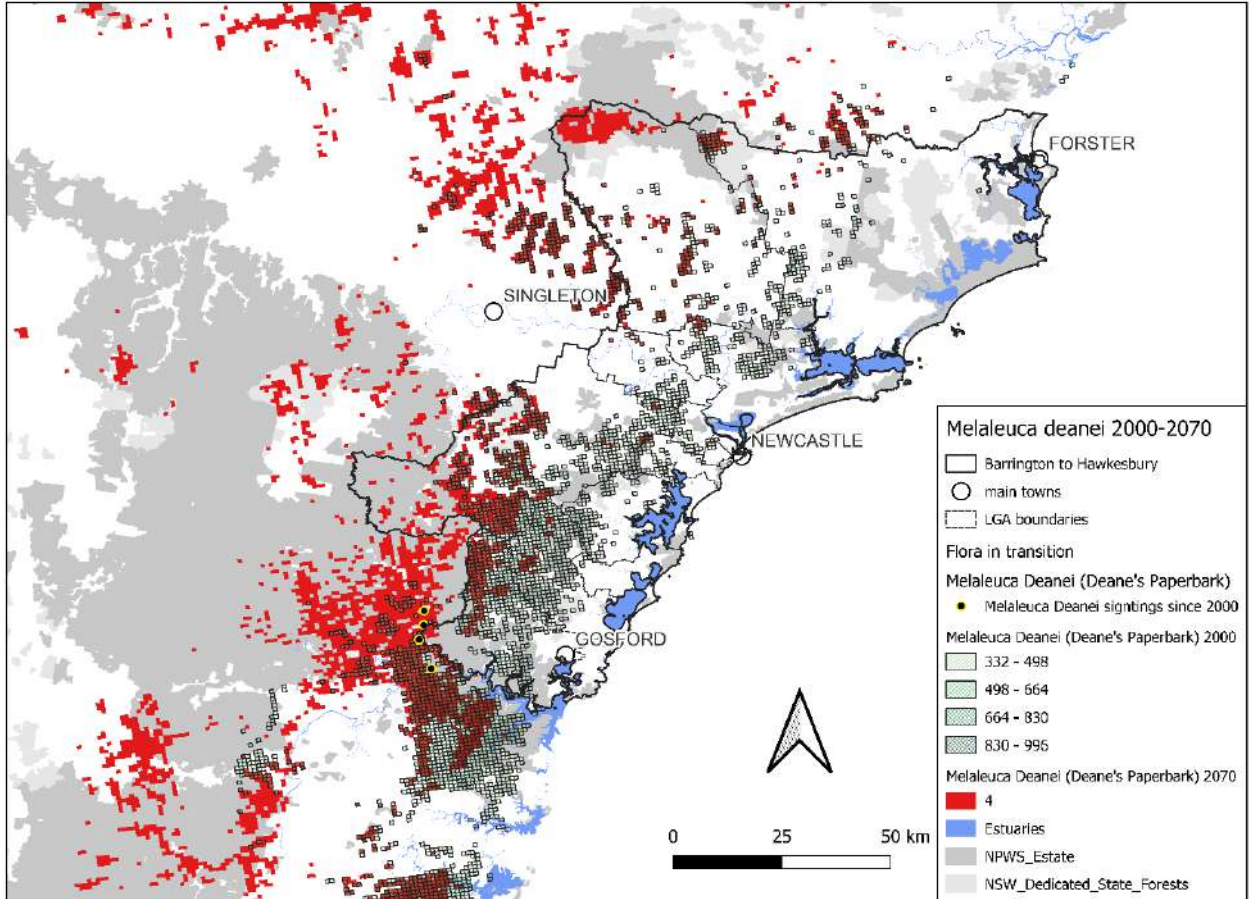 FORSTER
SINGLETON
NEWCASTLE
GOSFORD
0 25 50 km
Melaleuca deanei 2000-2070
Barrington to Hawkesbury
main towns
LGA boundaries
Flora in transition
Melaleuca Deanei (Deane's Paperbark)
Melaleuca Deanei signtings since 2000
Melaleuca Deanei (Deane's Paperbark) 2000
332 - 498
498 - 664
664 - 830
830 - 996
Melaleuca Deanei (Deane's Paperbark) 2070
4
Estuaries
NPWS_Estate
NSW_Dedicated_State_Forests